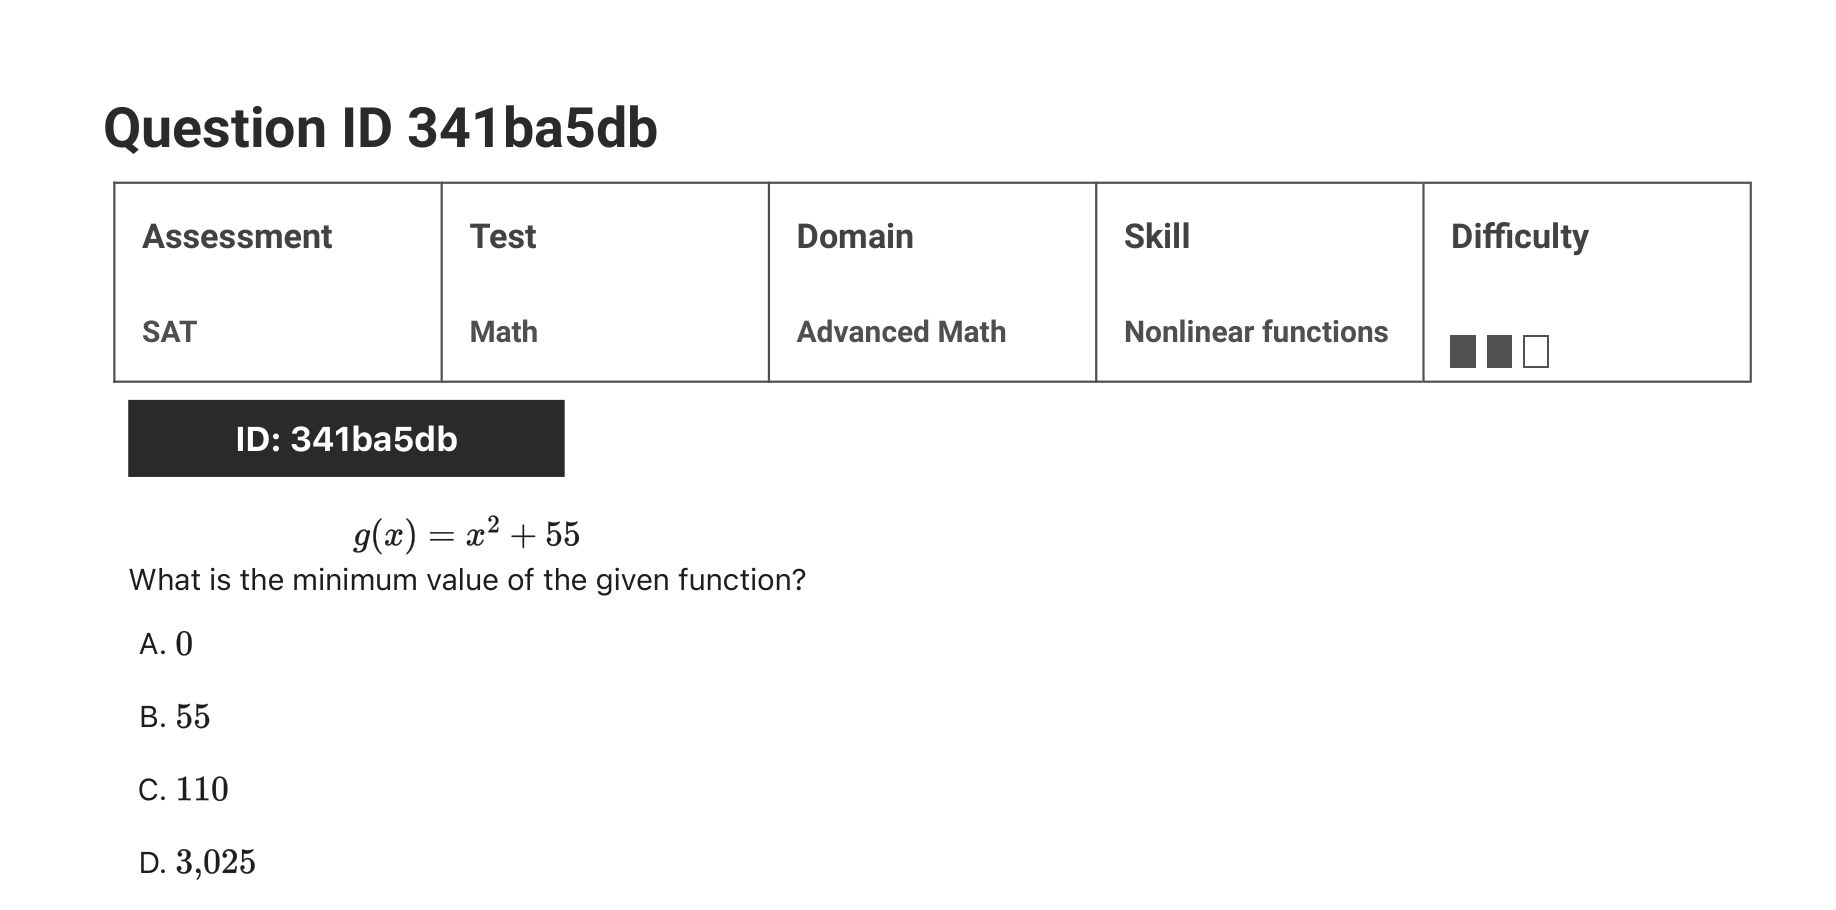 Question ID 341ba5db
Assessment Test Domain Skill Difficulty
SAT Math Advanced Math Nonlinear functions
ID: 341ba5db
g(x) = x² + 55
What is the minimum value of the given function?
A. 0
B. 55
C. 110
D. 3,025